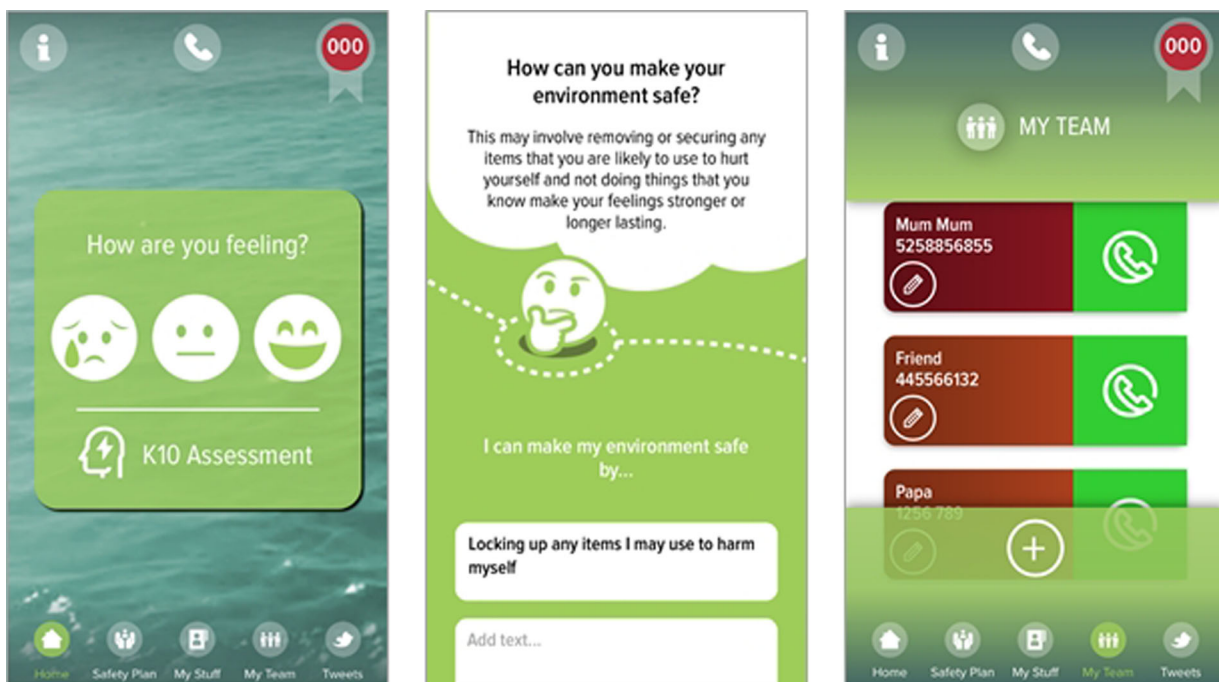 000
How are you feeling?
K10 Assessment
Home
Safety Plan
My Stuff
My Team
Tweets
How can you make your
environment safe?
This may involve removing or securing any
items that you are likely to use to hurt
yourself and not doing things that you
know make your feelings stronger or
longer lasting.
I can make my environment safe
by...
Locking up any items I may use to harm
myself
Add text...
000
MY TEAM
Mum Mum
5258856855
Friend
445566132
Papa
1256 789
Home
Safety Plan
My Stuff
My Team
Tweets